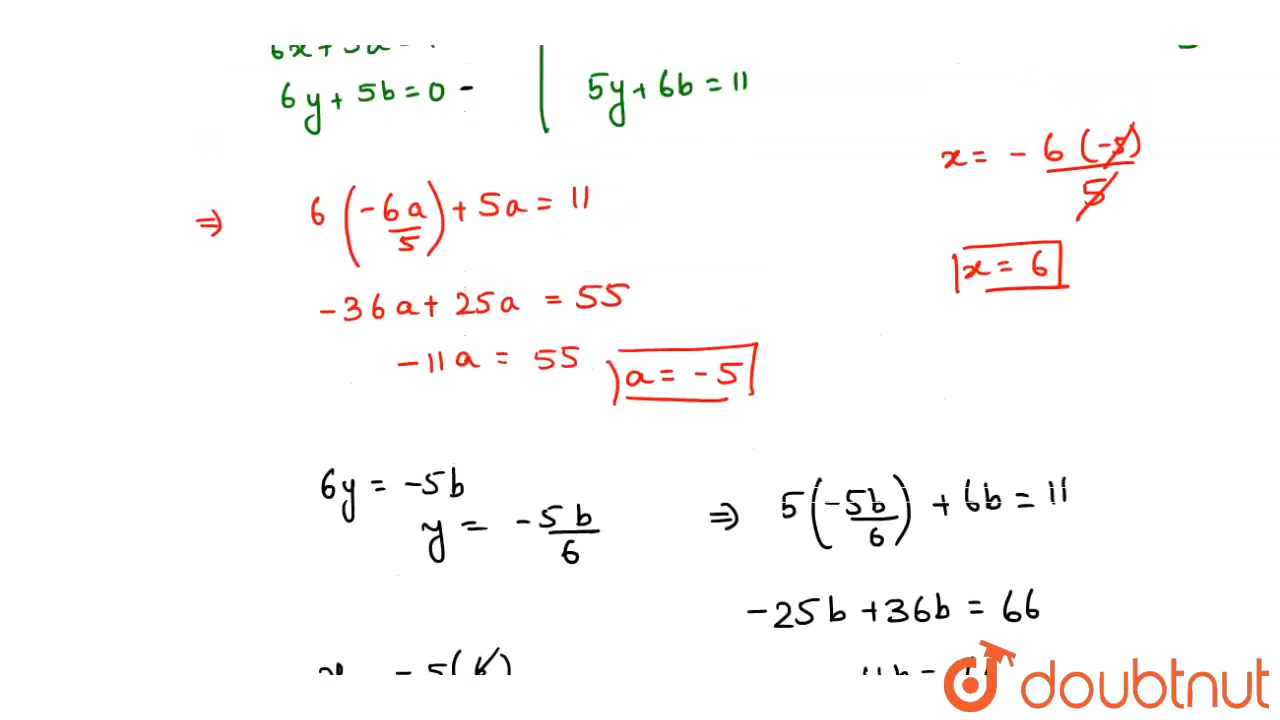 6y + 5b = 0 -
5y + 6b = 11
x = - 6 (-5) / 5
⇒ 6 (-6a/5) + 5a = 11
x = 6
-36a + 25a = 55
-11a = 55
a = -5
6y = -5b
y = -5b/6
⇒ 5 (-5b/6) + 6b = 11
-25b + 36b = 66
doubtnut